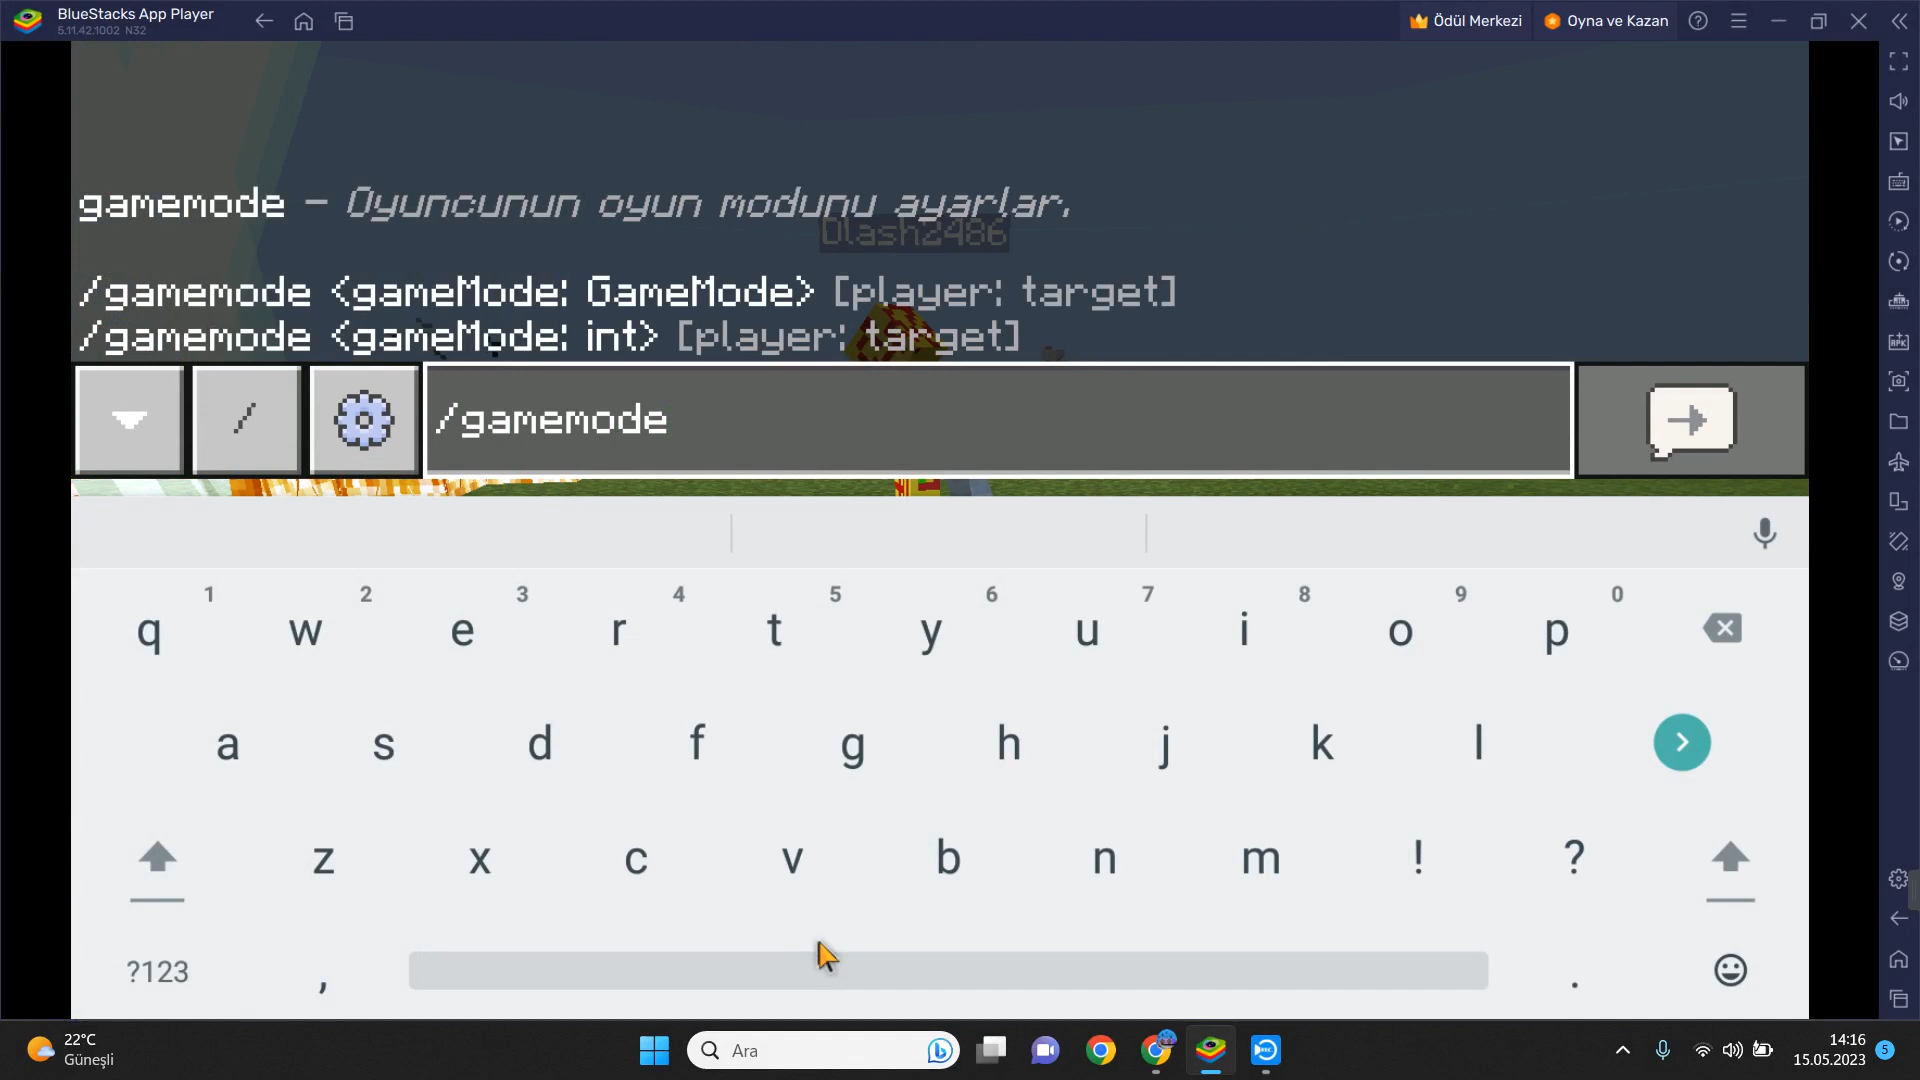 BlueStacks App Player
5.11.42.1002 N32
Ödül Merkezi
Oyna ve Kazan
gamemode – Oyuncunun oyun modunu ayarlar.
Dlash2486
/gamemode <gameMode: GameMode> [player: target]
/gamemode <gameMode: int> [player: target]
/
/gamemode
1 2 3 4 5 6 7 8 9 0
q w e r t y u i o p
a s d f g h j k l
z x c v b n m ! ?
?123 , .
22°C
Güneşli
Ara
14:16
15.05.2023
5